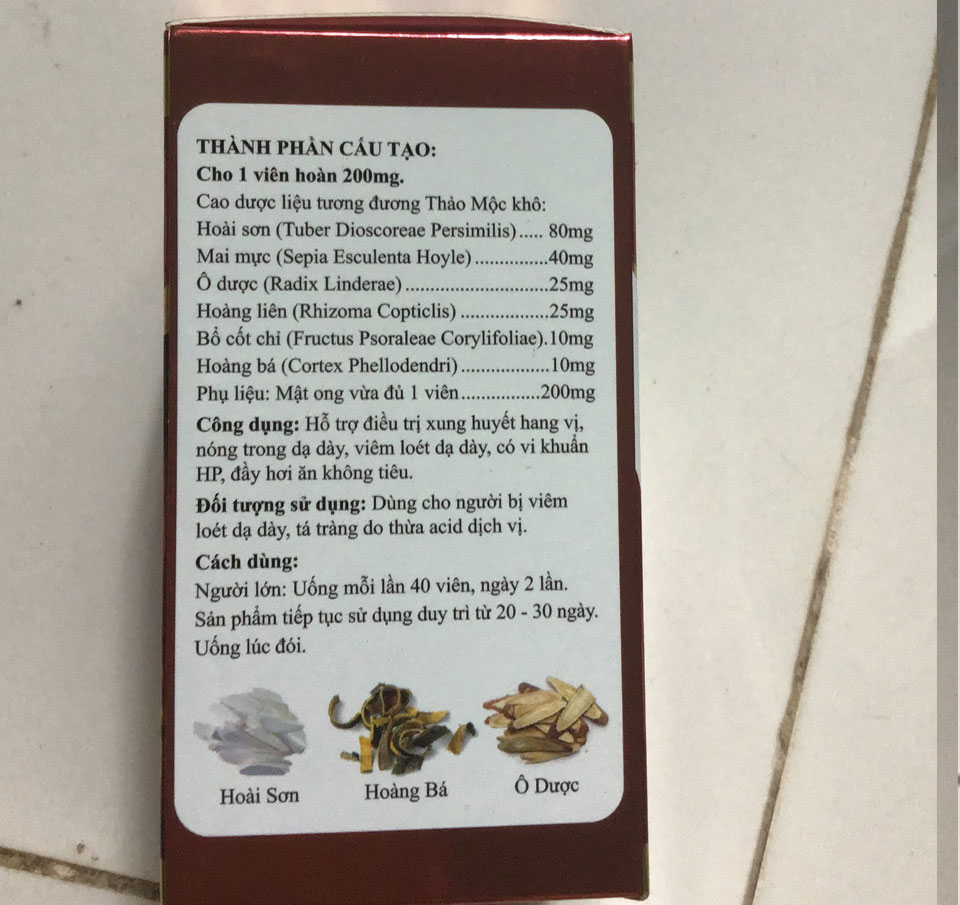 THÀNH PHẦN CẤU TẠO:
Cho 1 viên hoàn 200mg.
Cao dược liệu tương đương Thảo Mộc khô:
Hoài sơn (Tuber Dioscoreae Persimilis)..... 80mg
Mai mực (Sepia Esculenta Hoyle)...............40mg
Ô dược (Radix Linderae).............................25mg
Hoàng liên (Rhizoma Copticlis)..................25mg
Bổ cốt chi (Fructus Psoraleae Corylifoliae).10mg
Hoàng bá (Cortex Phellodendri)..................10mg
Phụ liệu: Mật ong vừa đủ 1 viên................200mg
Công dụng: Hỗ trợ điều trị xung huyết hang vị,
nóng trong dạ dày, viêm loét dạ dày, có vi khuẩn
HP, đầy hơi ăn không tiêu.
Đối tượng sử dụng: Dùng cho người bị viêm
loét dạ dày, tá tràng do thừa acid dịch vị.
Cách dùng:
Người lớn: Uống mỗi lần 40 viên, ngày 2 lần.
Sản phẩm tiếp tục sử dụng duy trì từ 20 - 30 ngày.
Uống lúc đói.
Hoài Sơn
Hoàng Bá
Ô Dược